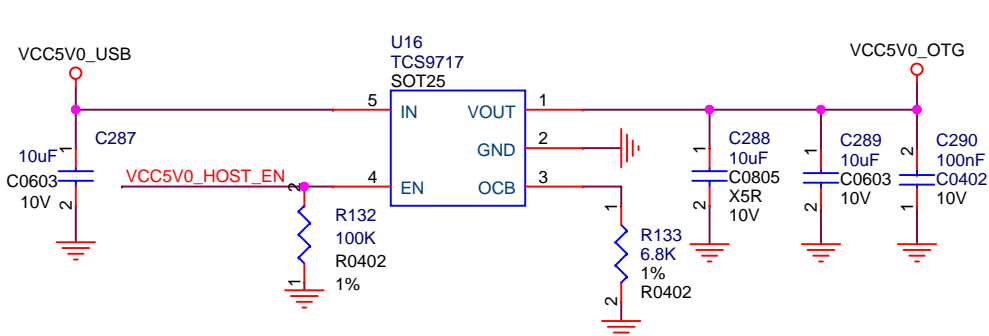 VCC5V0_USB
U16
TCS9717
SOT25
VCC5V0_OTG
5
IN
VOUT
1
GND
2
4
EN
OCB
3
VCC5V0_HOST_EN
1
C287
10uF
C0603
10V
2
2
R132
100K
R0402
1%
1
1
R133
6.8K
1%
R0402
2
1
C288
10uF
C0805
X5R
10V
2
1
C289
10uF
C0603
10V
2
2
C290
100nF
C0402
10V
1